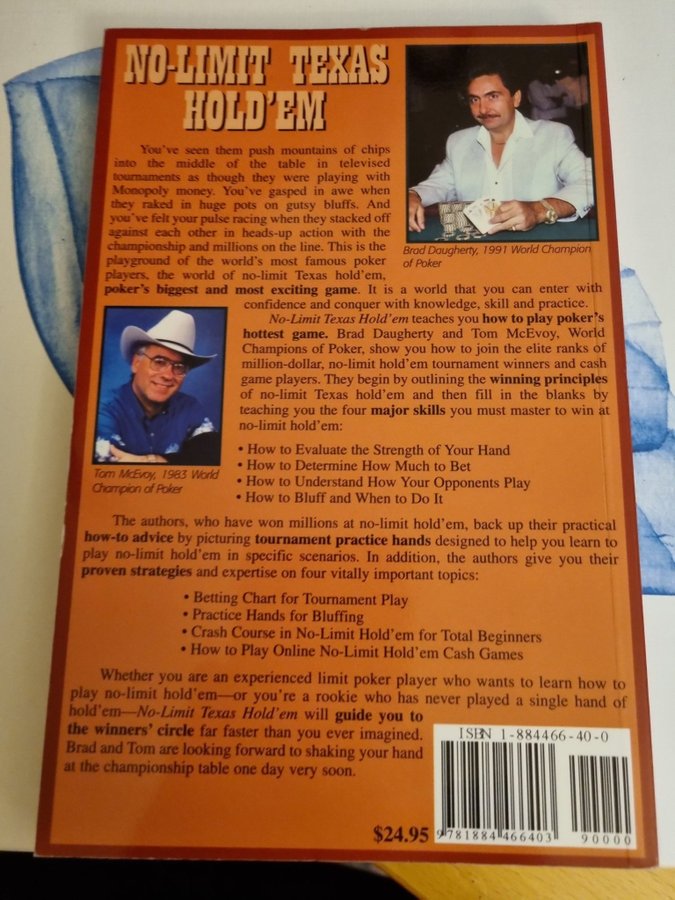 NO-LIMIT TEXAS
HOLD'EM
You've seen them push mountains of chips
into the middle of the table in televised
tournaments as though they were playing with
Monopoly money. You've gasped in awe when
they raked in huge pots on gutsy bluffs. And
you've felt your pulse racing when they stacked off
against each other in heads-up action with the
championship and millions on the line. This is the
playground of the world's most famous poker
players, the world of no-limit Texas hold'em,
Brad Daugherty, 1991 World Champion
of Poker
poker's biggest and most exciting game. It is a world that you can enter with
confidence and conquer with knowledge, skill and practice.
No-Limit Texas Hold'em teaches you how to play poker's
hottest game. Brad Daugherty and Tom McEvoy, World
Champions of Poker, show you how to join the elite ranks of
million-dollar, no-limit hold'em tournament winners and cash
game players. They begin by outlining the winning principles
of no-limit Texas hold'em and then fill in the blanks by
teaching you the four major skills you must master to win at
no-limit hold'em:
• How to Evaluate the Strength of Your Hand
• How to Determine How Much to Bet
• How to Understand How Your Opponents Play
• How to Bluff and When to Do It
Tom McEvoy, 1983 World
Champion of Poker
The authors, who have won millions at no-limit hold'em, back up their practical
how-to advice by picturing tournament practice hands designed to help you learn to
play no-limit hold'em in specific scenarios. In addition, the authors give you their
proven strategies and expertise on four vitally important topics:
• Betting Chart for Tournament Play
• Practice Hands for Bluffing
• Crash Course in No-Limit Hold'em for Total Beginners
• How to Play Online No-Limit Hold'em Cash Games
Whether you are an experienced limit poker player who wants to learn how to
play no-limit hold'em—or you're a rookie who has never played a single hand of
hold'em—No-Limit Texas Hold'em will guide you to
the winners' circle far faster than you ever imagined.
Brad and Tom are looking forward to shaking your hand
at the championship table one day very soon.
ISBN 1-884466-40-0
$24.95
9781884466403
90000